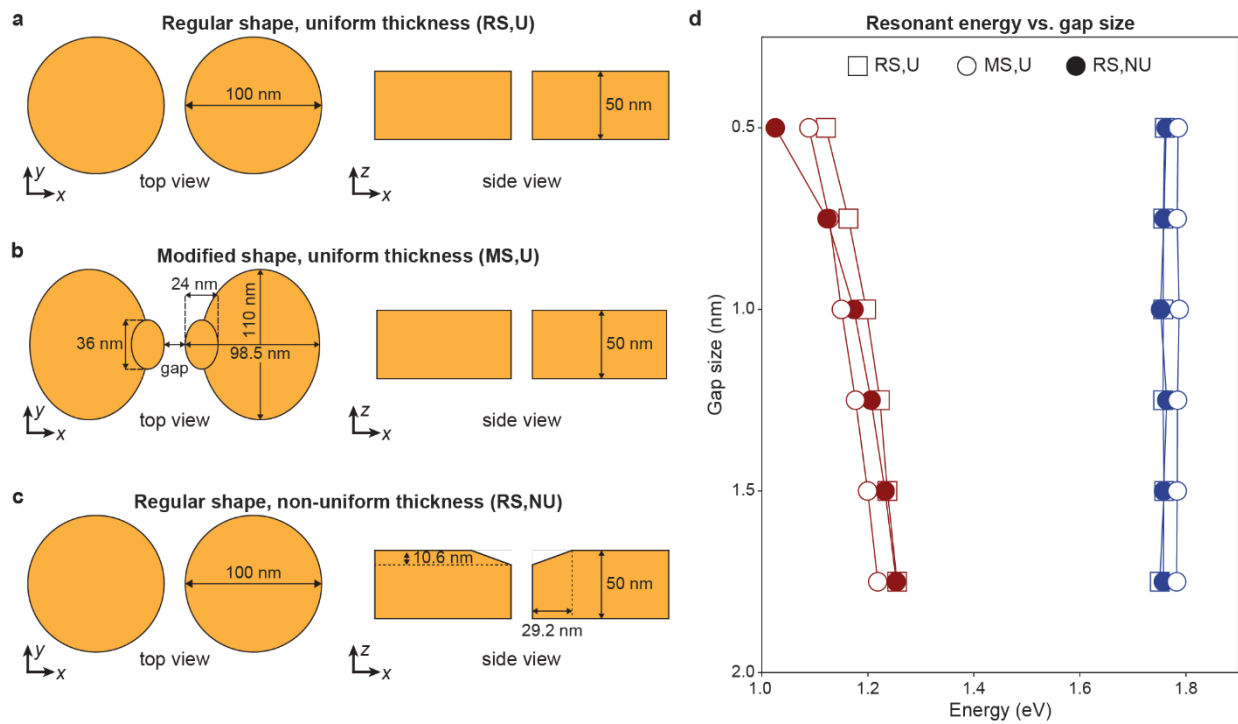 a
Regular shape, uniform thickness (RS,U)
100 nm
50 nm
y
x
top view
z
x
side view
b
Modified shape, uniform thickness (MS,U)
24 nm
36 nm
110 nm
98.5 nm
gap
50 nm
y
x
top view
z
x
side view
c
Regular shape, non-uniform thickness (RS,NU)
100 nm
10.6 nm
50 nm
29.2 nm
y
x
top view
z
x
side view
d
Resonant energy vs. gap size
RS,U MS,U RS,NU
Gap size (nm)
0.5
1.0
1.5
2.0
1.0 1.2 1.4 1.6 1.8
Energy (eV)